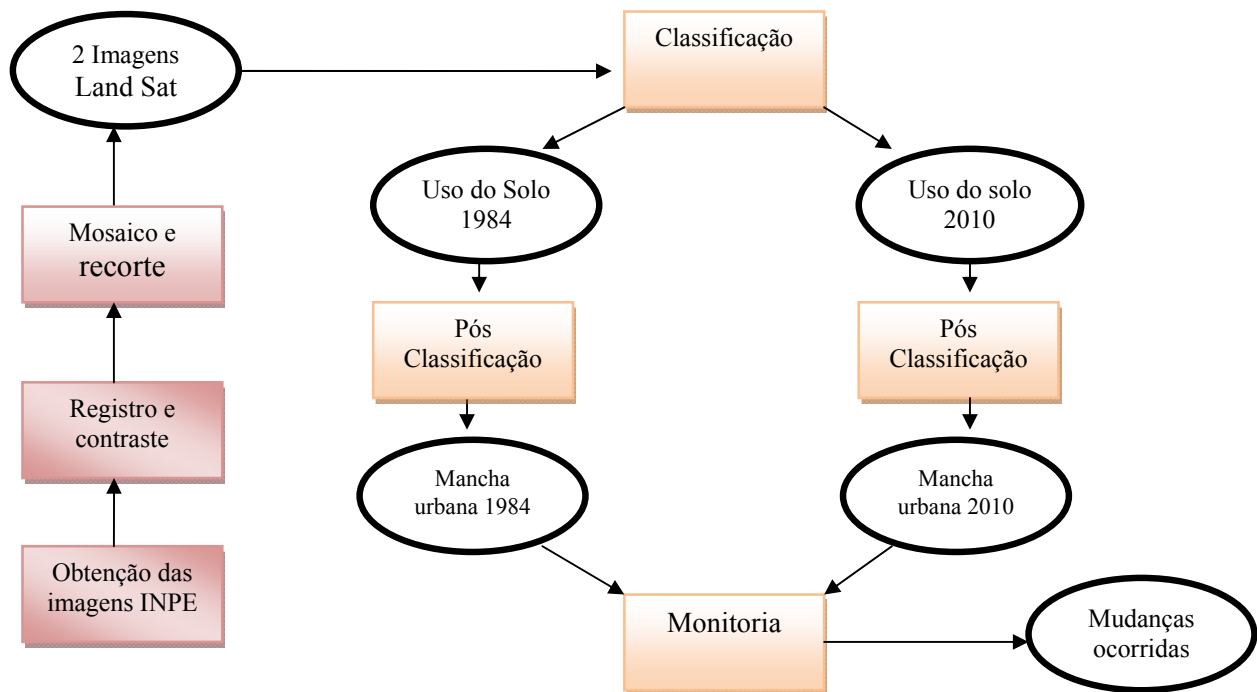 2 Imagens
Land Sat
Classificação
Uso do Solo
1984
Uso do solo
2010
Mosaico e
recorte
Pós
Classificação
Pós
Classificação
Registro e
contraste
Mancha
urbana 1984
Mancha
urbana 2010
Obtenção das
imagens INPE
Monitoria
Mudanças
ocorridas